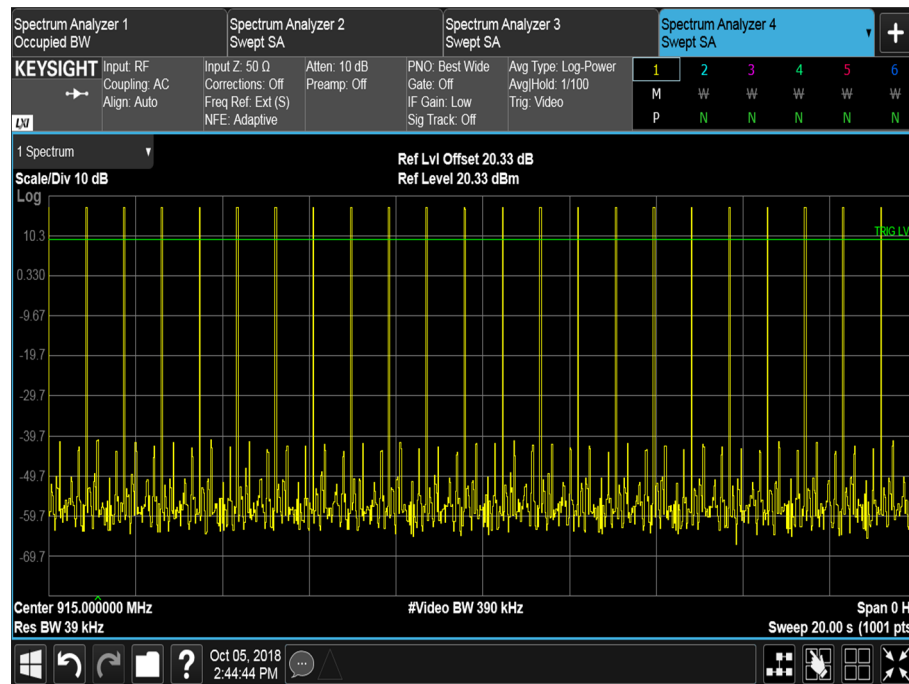 Spectrum Analyzer 1
Occupied BW
Spectrum Analyzer 2
Swept SA
Spectrum Analyzer 3
Swept SA
Spectrum Analyzer 4
Swept SA
+
KEYSIGHT
LXI
Input: RF
Coupling: AC
Align: Auto
Input Z: 50 Ω
Corrections: Off
Freq Ref: Ext (S)
NFE: Adaptive
Atten: 10 dB
Preamp: Off
PNO: Best Wide
Gate: Off
IF Gain: Low
Sig Track: Off
Avg Type: Log-Power
Avg|Hold: 1/100
Trig: Video
1 2 3 4 5 6
M W W W W W
P N N N N N
1 Spectrum
Scale/Div 10 dB
Log
Ref Lvl Offset 20.33 dB
Ref Level 20.33 dBm
TRIG LV
10.3
0.330
-9.67
-19.7
-29.7
-39.7
-49.7
-59.7
-69.7
Center 915.000000 MHz
Res BW 39 kHz
#Video BW 390 kHz
Span 0 H
Sweep 20.00 s (1001 pts
?
Oct 05, 2018
2:44:44 PM